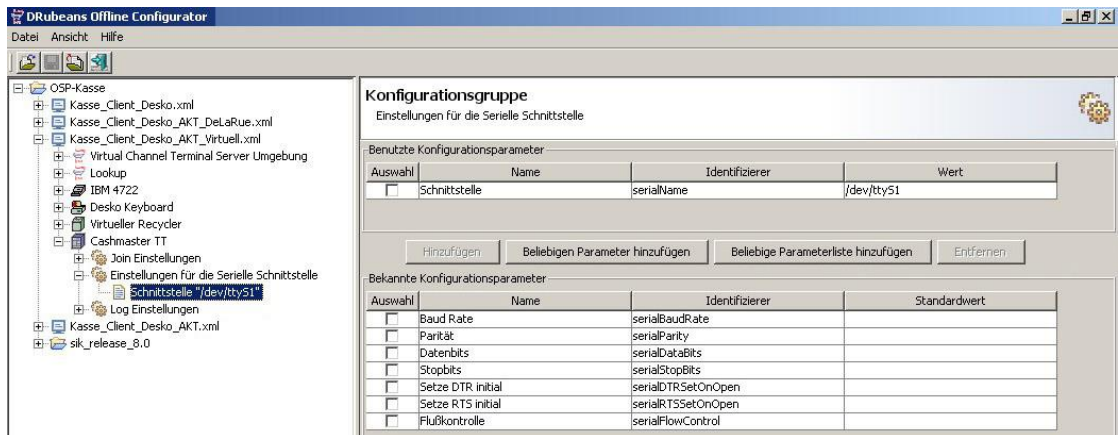 DRubeans Offline Configurator
Datei Ansicht Hilfe
OSP-Kasse
Kasse_Client_Desko.xml
Kasse_Client_Desko_AKT_DeLaRue.xml
Kasse_Client_Desko_AKT_Virtuell.xml
Virtual Channel Terminal Server Umgebung
Lookup
IBM 4722
Desko Keyboard
Virtueller Recycler
Cashmaster TT
Join Einstellungen
Einstellungen für die Serielle Schnittstelle
Schnittstelle "/dev/ttyS1"
Log Einstellungen
Kasse_Client_Desko_AKT.xml
sik_release_8.0
Konfigurationsgruppe
Einstellungen für die Serielle Schnittstelle
Benutzte Konfigurationsparameter
Auswahl Name Identifizierer Wert
Schnittstelle serialName /dev/ttyS1
Hinzufügen Beliebigen Parameter hinzufügen Beliebige Parameterliste hinzufügen Entfernen
Bekannte Konfigurationsparameter
Auswahl Name Identifizierer Standardwert
Baud Rate serialBaudRate
Parität serialParity
Datenbits serialDataBits
Stopbits serialStopBits
Setze DTR initial serialDTRSetOnOpen
Setze RTS initial serialRTSSetOnOpen
Flußkontrolle serialFlowControl